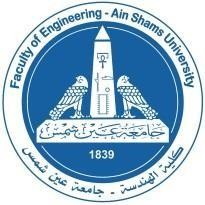 Faculty of Engineering - Ain Shams University
جامعة عين شمس
1839
كلية الهندسة - جامعة عين شمس